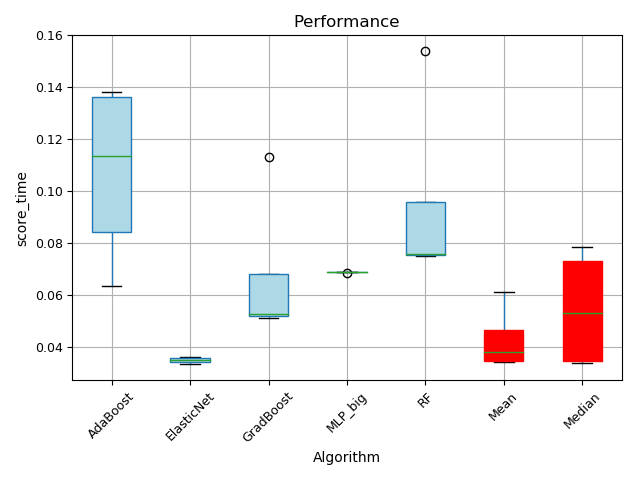 Performance
score_time
0.16
0.14
0.12
0.10
0.08
0.06
0.04
AdaBoost
ElasticNet
GradBoost
MLP_big
RF
Mean
Median
Algorithm